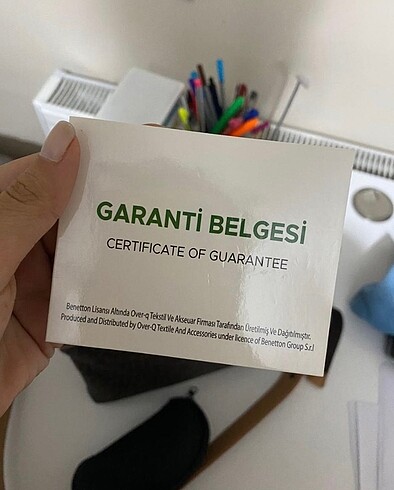 GARANTİ BELGESİ
CERTIFICATE OF GUARANTEE
Benetton Lisansı Altında Over-q Tekstil Ve Aksesuar Firması Tarafından Üretilmiş Ve Dağıtılmıştır.
Produced and Distributed by Over-Q Textile And Accessories under licence of Benetton Group S.r.l